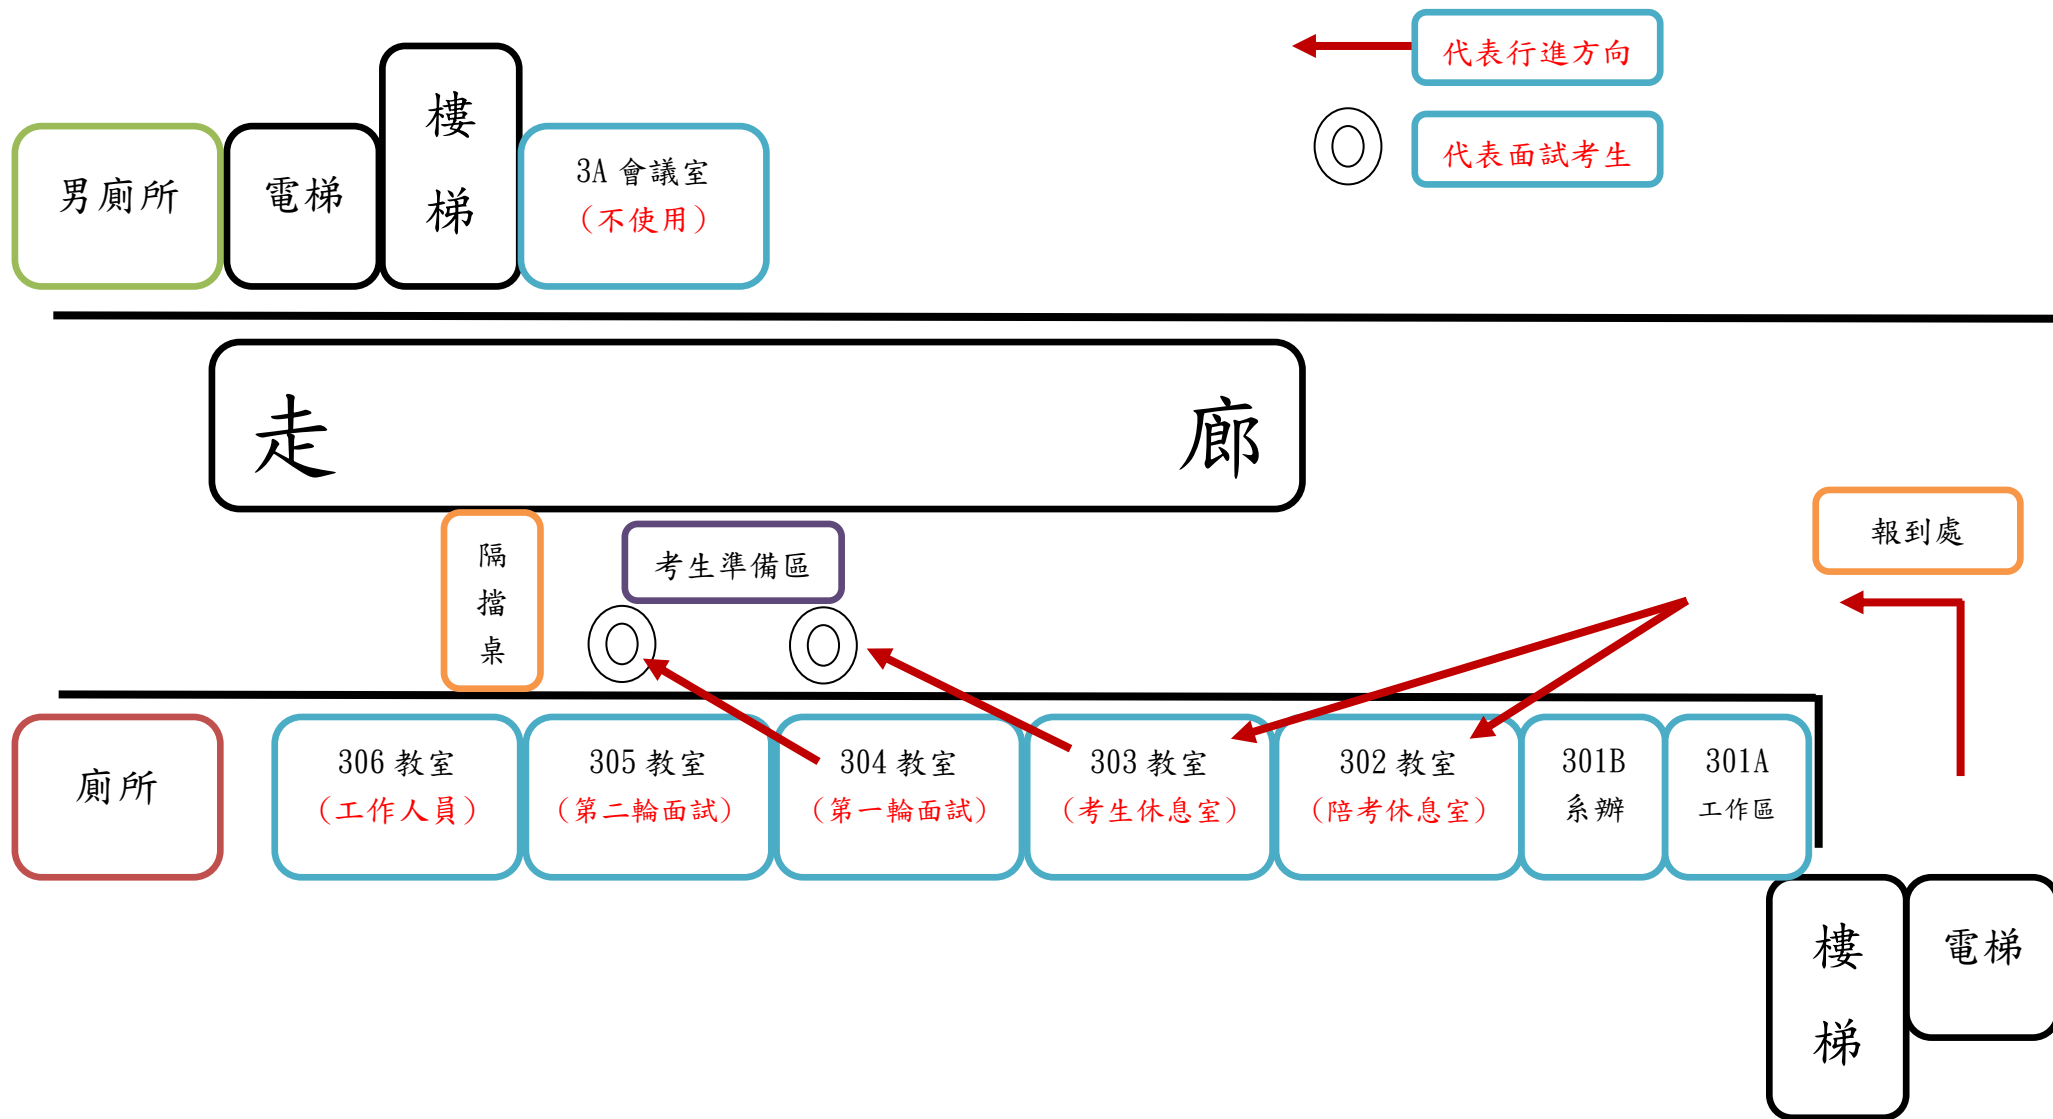 代表行進方向
代表面試考生
男廁所
電梯
樓
梯
3A 會議室
(不使用)
走 廊
報到處
隔
擋
桌
考生準備區
廁所
306 教室
(工作人員)
305 教室
(第二輪面試)
304 教室
(第一輪面試)
303 教室
(考生休息室)
302 教室
(陪考休息室)
301B
系辦
301A
工作區
樓
梯
電梯